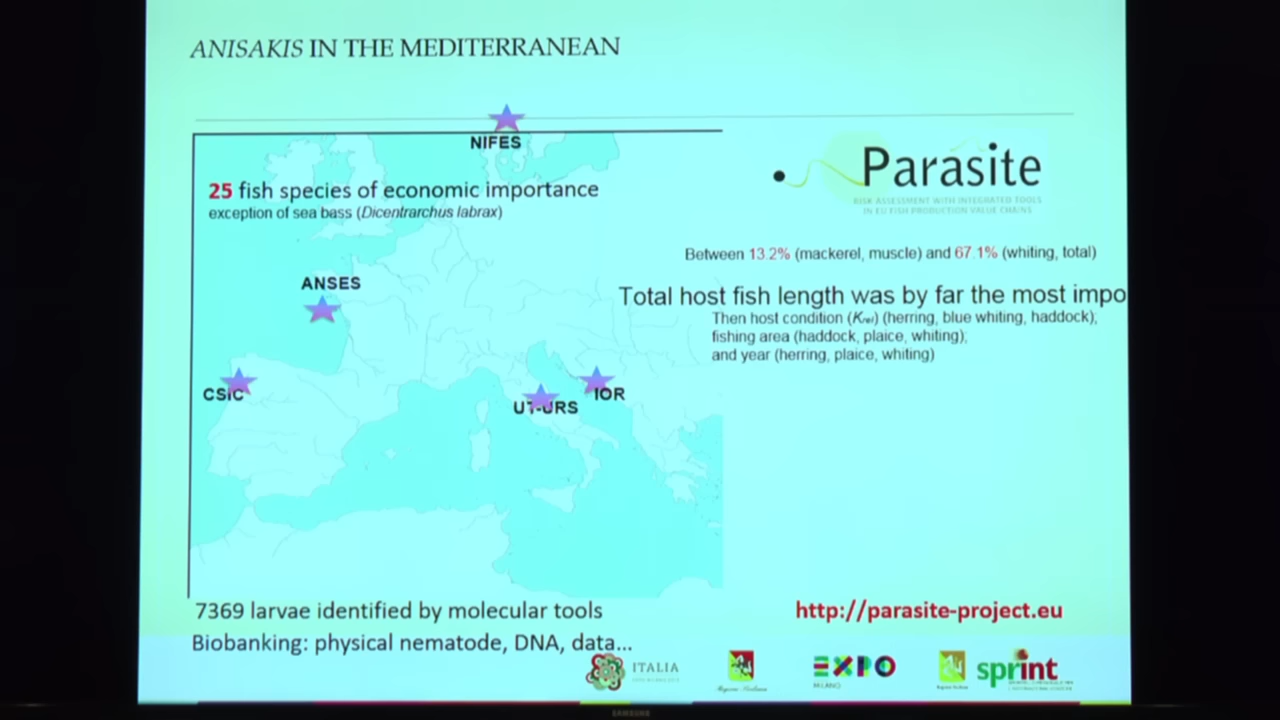 ANISAKIS IN THE MEDITERRANEAN
NIFES
25 fish species of economic importance
exception of sea bass (Dicentrarchus labrax)
ANSES
CSIC
UT-URS
IOR
Parasite
RISK ASSESSMENT WITH INTEGRATED TOOLS
IN EU FISH PRODUCTION VALUE CHAINS
Between 13.2% (mackerel, muscle) and 67.1% (whiting, total)
Total host fish length was by far the most impo
Then host condition (Krel) (herring, blue whiting, haddock);
fishing area (haddock, plaice, whiting);
and year (herring, plaice, whiting)
7369 larvae identified by molecular tools
Biobanking: physical nematode, DNA, data...
http://parasite-project.eu
ITALIA
Regione Siciliana
EXPO
MILANO
sprint
SAMSUNG